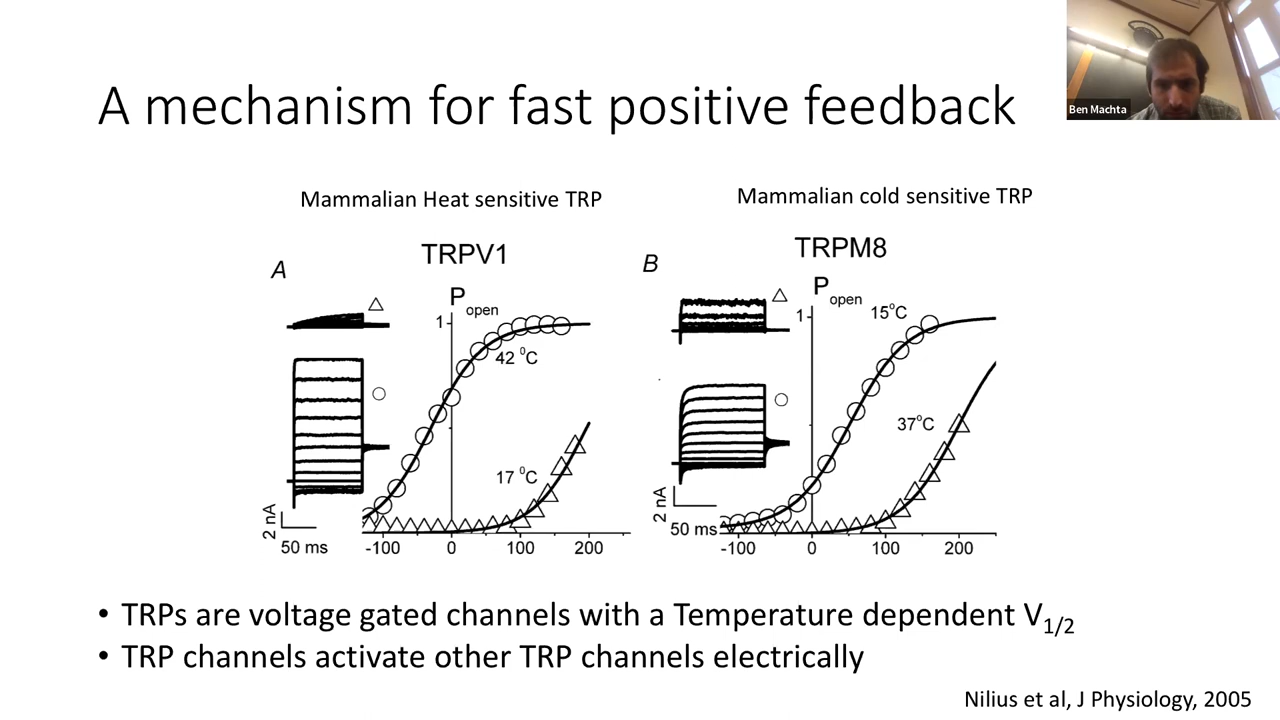 A mechanism for fast positive feedback
Ben Machta
Mammalian Heat sensitive TRP
Mammalian cold sensitive TRP
TRPV1
TRPM8
A
B
P open
1
42 °C
17 °C
2 nA
50 ms
-100 0 100 200
P open
1
15°C
37°C
2 nA
50 ms
-100 0 100 200
• TRPs are voltage gated channels with a Temperature dependent V1/2
• TRP channels activate other TRP channels electrically
Nilius et al, J Physiology, 2005